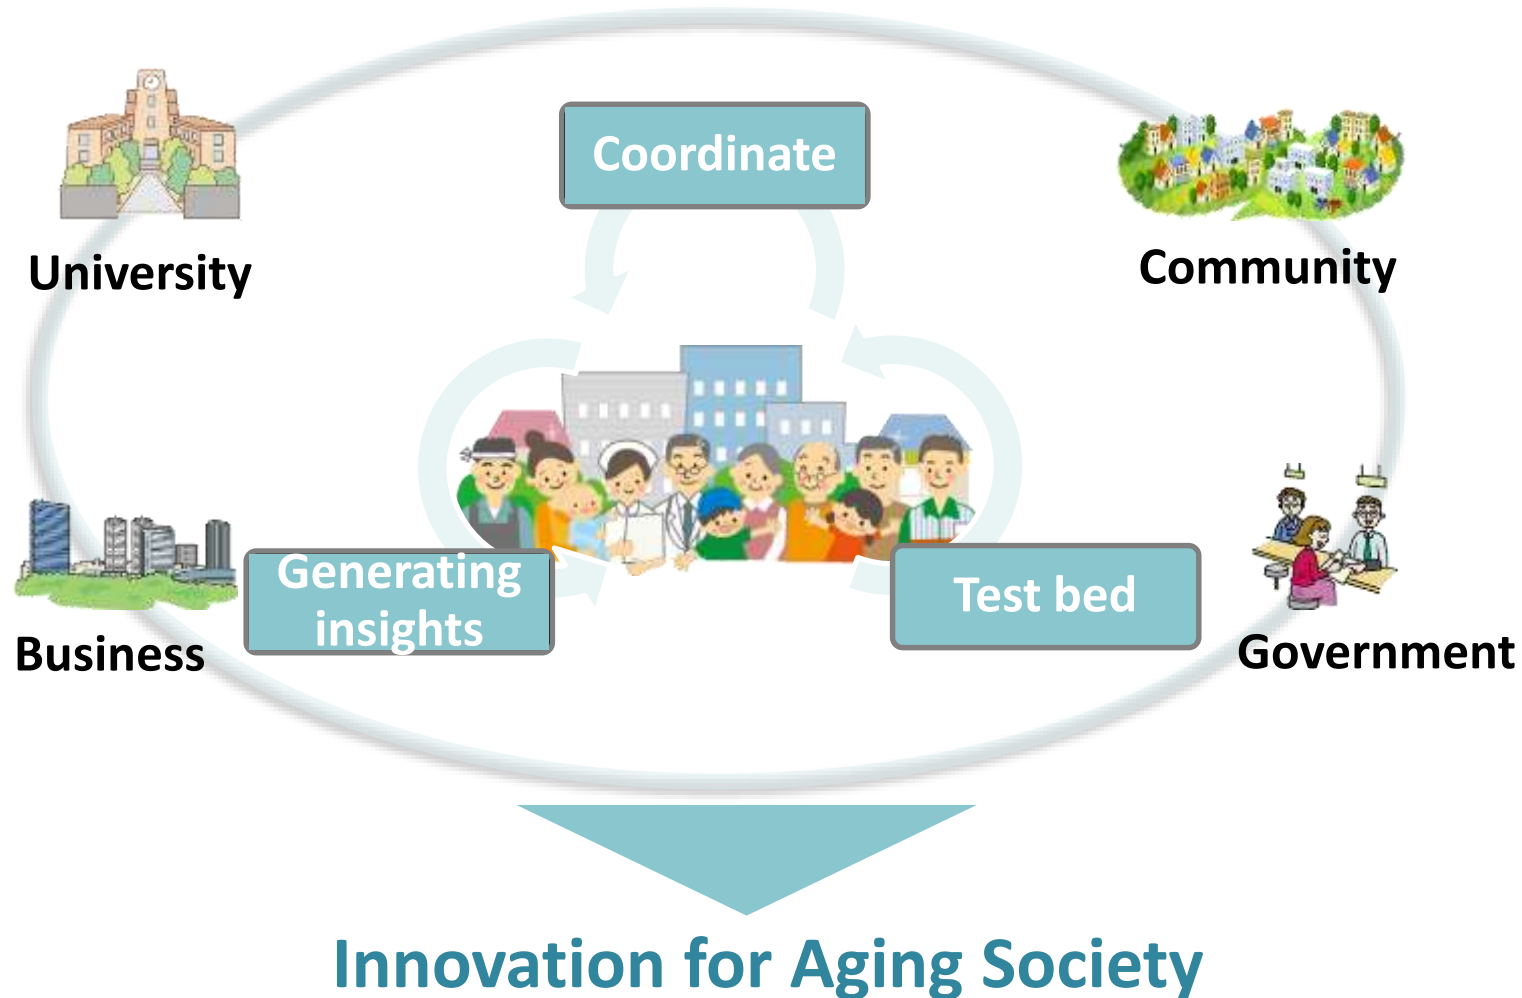 Coordinate
University
Community
Generating
insights
Test bed
Business
Government
Innovation for Aging Society